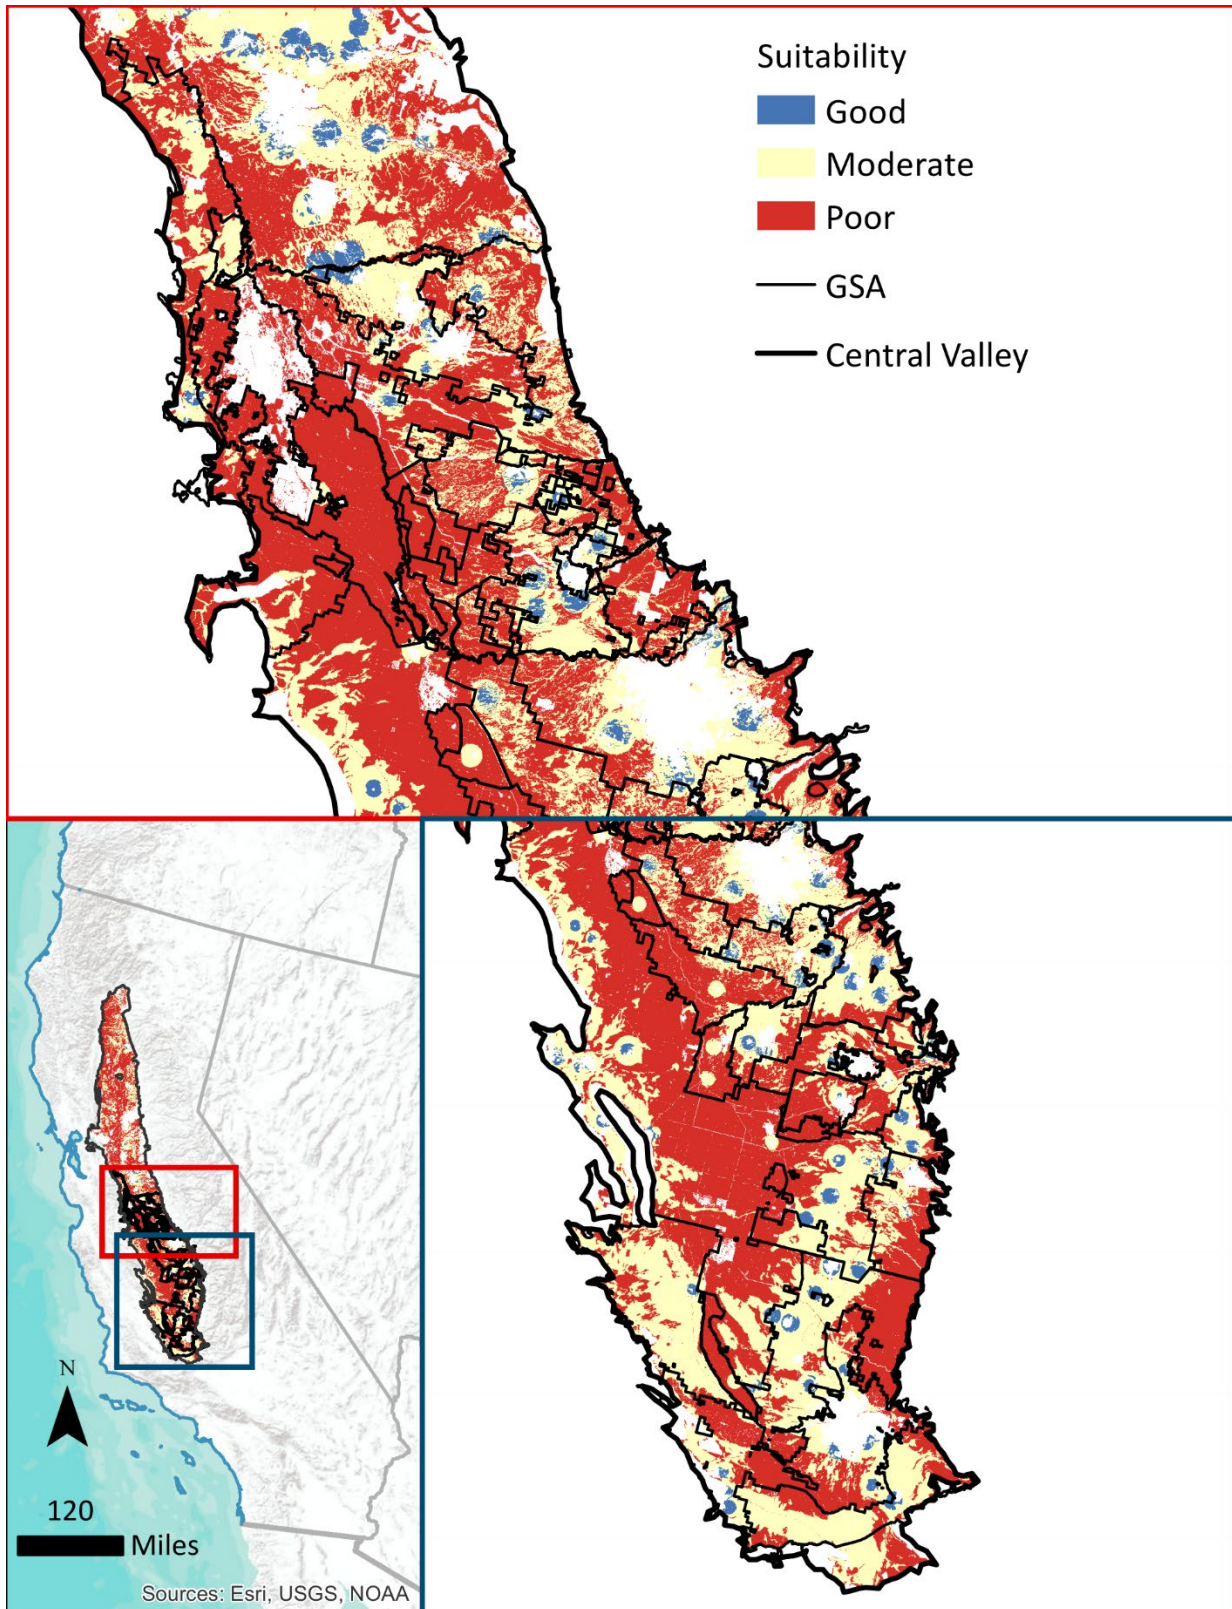 Suitability
Good
Moderate
Poor
GSA
Central Valley
N
120
Miles
Sources: Esri, USGS, NOAA